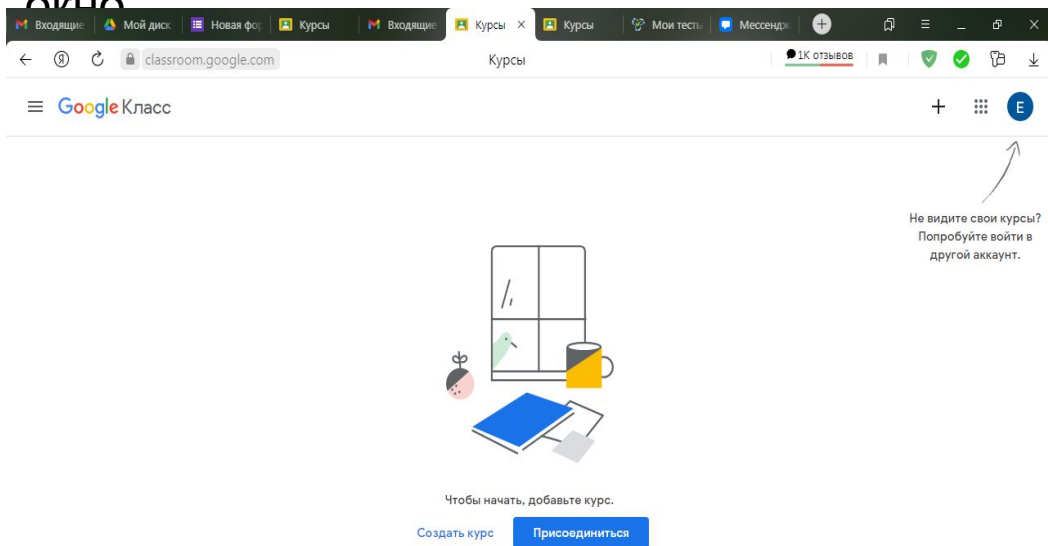 окно
Входящие
Мой диск
Новая фор
Курсы
Входящие
Курсы
Курсы
Мои тесты
Мессендж
classroom.google.com
Курсы
1K отзывов
Google Класс
E
Не видите свои курсы?
Попробуйте войти в
другой аккаунт.
Чтобы начать, добавьте курс.
Создать курс
Присоединиться